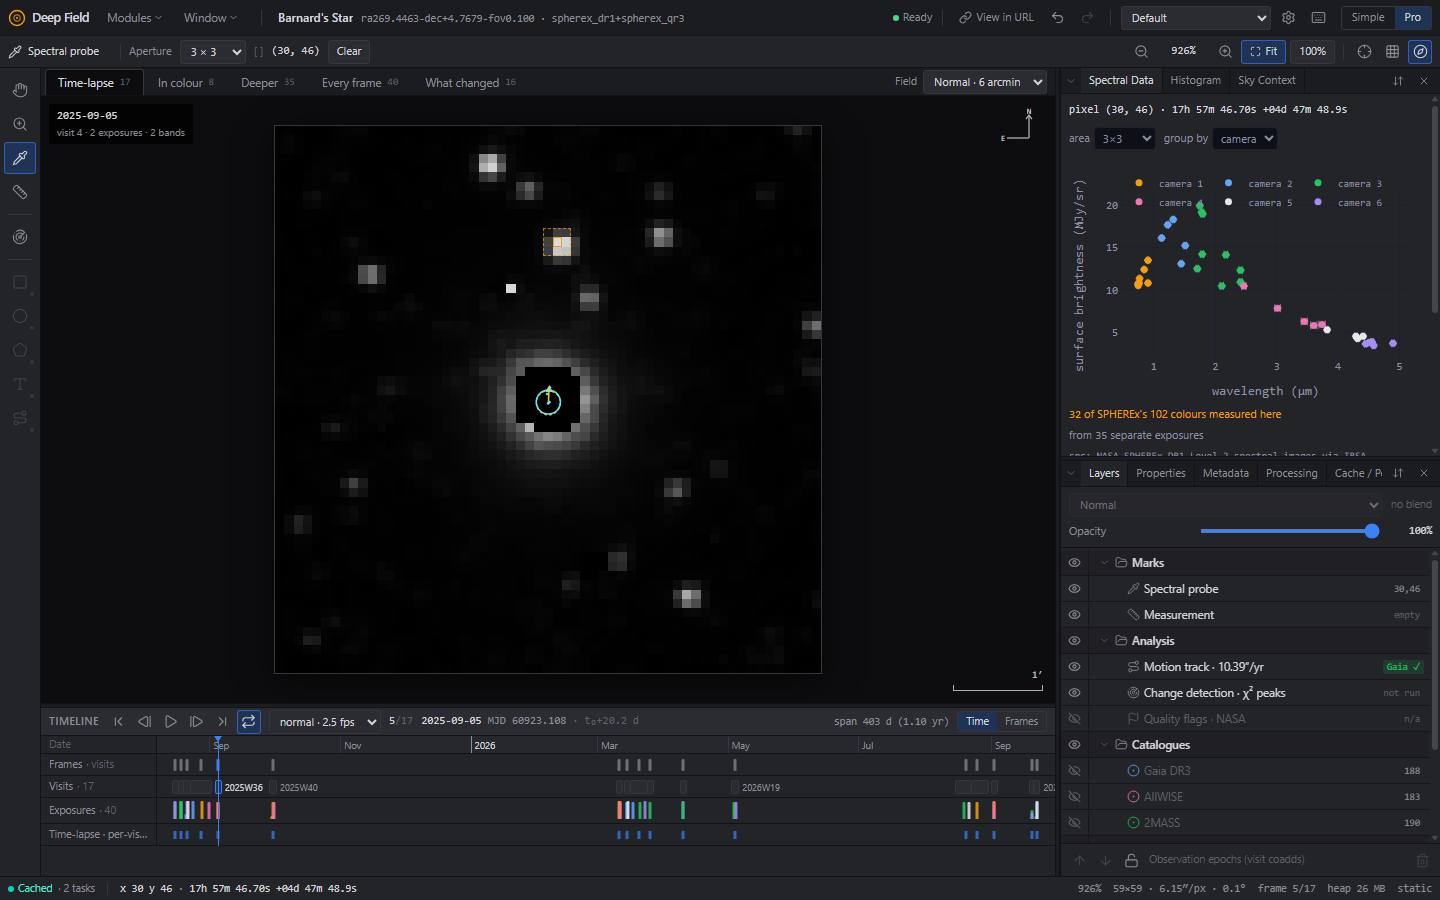 Deep Field
Modules
Window
Barnard's Star ra269.4463-dec+4.7679-fov0.100 · spherex_dr1+spherex_qr3
Ready
View in URL
Default
Simple
Pro
Spectral probe
Aperture
3 × 3
[] (30, 46)
Clear
926%
Fit
100%
Time-lapse 17
In colour 8
Deeper 35
Every frame 40
What changed 16
Field
Normal · 6 arcmin
2025-09-05
visit 4 · 2 exposures · 2 bands
N
E
1′
Spectral Data
Histogram
Sky Context
pixel (30, 46) · 17h 57m 46.70s +04d 47m 48.9s
area
3×3
group by
camera
camera 1
camera 2
camera 3
camera 4
camera 5
camera 6
surface brightness (MJy/sr)
20
15
10
5
1
2
3
4
5
wavelength (µm)
32 of SPHEREx's 102 colours measured here
from 35 separate exposures
Layers
Properties
Metadata
Processing
Cache / P
Normal
no blend
Opacity
100%
Marks
Spectral probe
30,46
Measurement
empty
Analysis
Motion track · 10.39″/yr
Gaia ✓
Change detection · χ² peaks
not run
Quality flags · NASA
n/a
Catalogues
Gaia DR3
188
AllWISE
183
2MASS
190
Observation epochs (visit coadds)
TIMELINE
normal · 2.5 fps
5/17 2025-09-05 MJD 60923.108 · t₀+20.2 d
span 403 d (1.10 yr)
Time
Frames
Date
Sep
Nov
2026
Mar
May
Jul
Sep
Frames · visits
Visits · 17
2025W36
2025W40
2026W19
202
Exposures · 40
Time-lapse · per-vis...
Cached · 2 tasks
x 30 y 46 · 17h 57m 46.70s +04d 47m 48.9s
926% 59×59 · 6.15″/px · 0.1° frame 5/17 heap 26 MB static